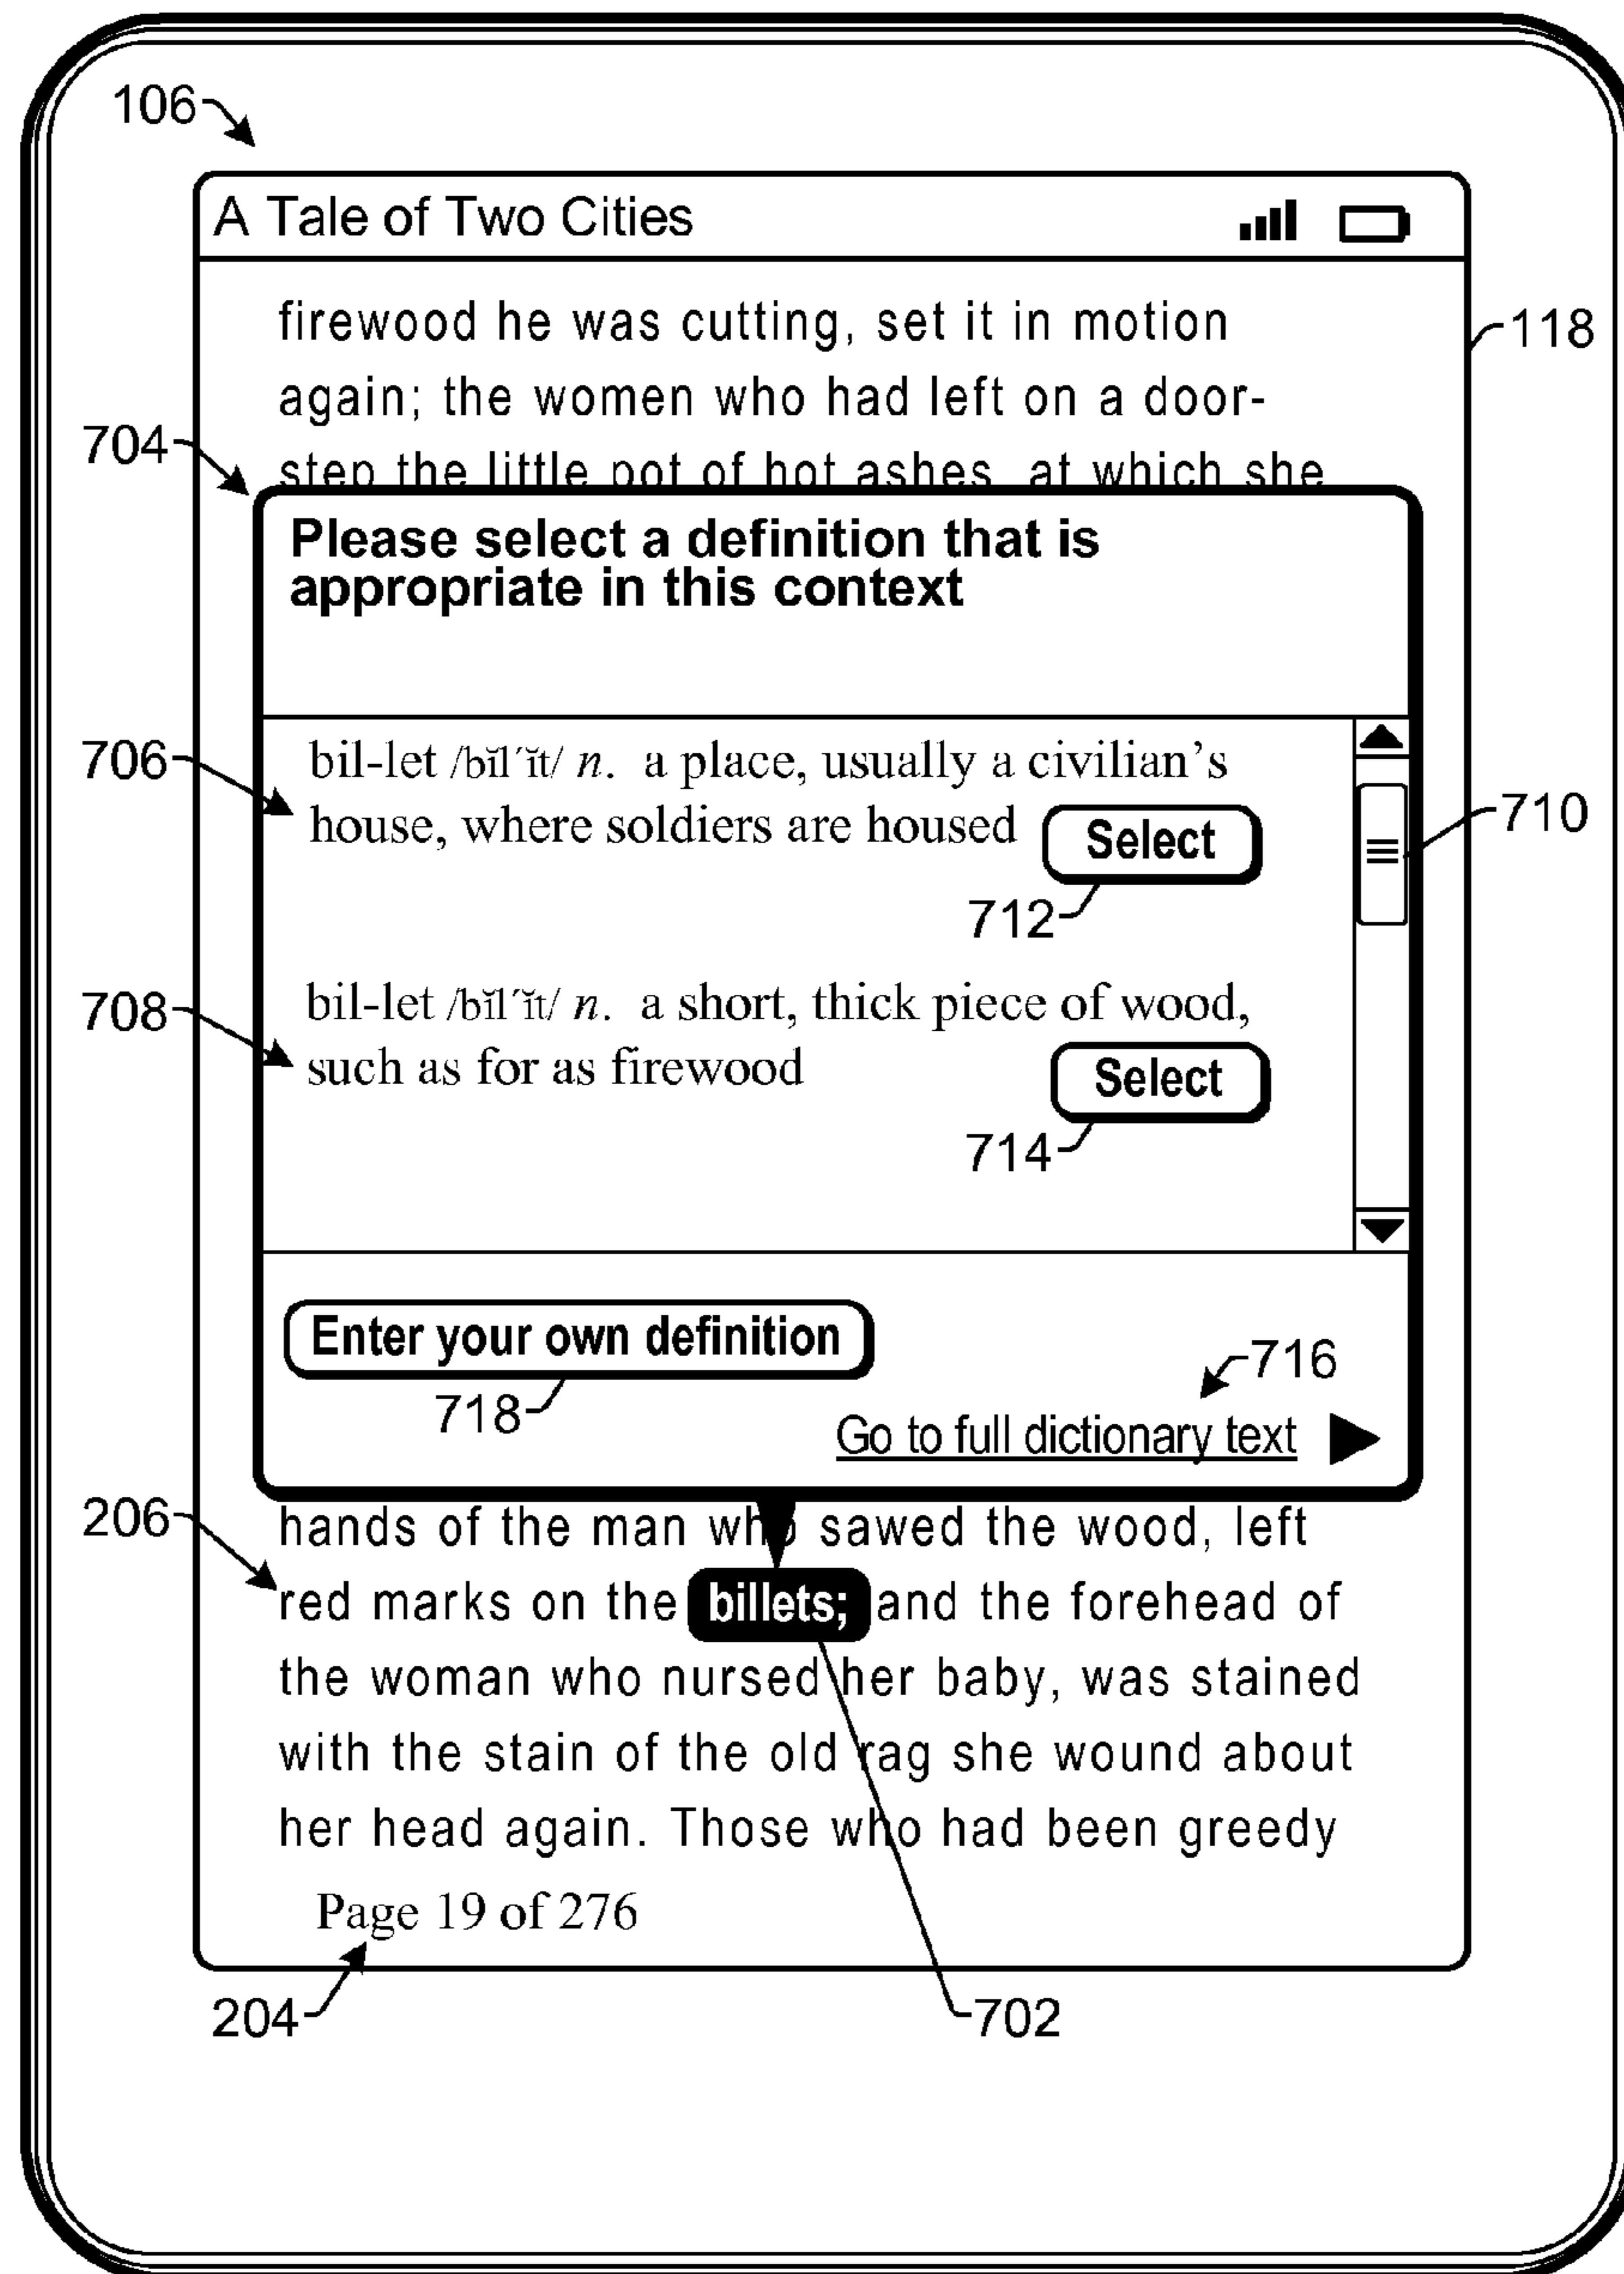 106
A Tale of Two Cities
firewood he was cutting, set it in motion
118
again; the women who had left on a door-
704
step the little pot of hot ashes at which she
Please select a definition that is
appropriate in this context
706
bil-let /bĭl´ĭt/ n. a place, usually a civilian's
house, where soldiers are housed
Select
710
712
708
bil-let /bĭl´ĭt/ n. a short, thick piece of wood,
such as for as firewood
Select
714
Enter your own definition
716
718
Go to full dictionary text
206
hands of the man who sawed the wood, left
red marks on the billets; and the forehead of
the woman who nursed her baby, was stained
with the stain of the old rag she wound about
her head again. Those who had been greedy
Page 19 of 276
204
702